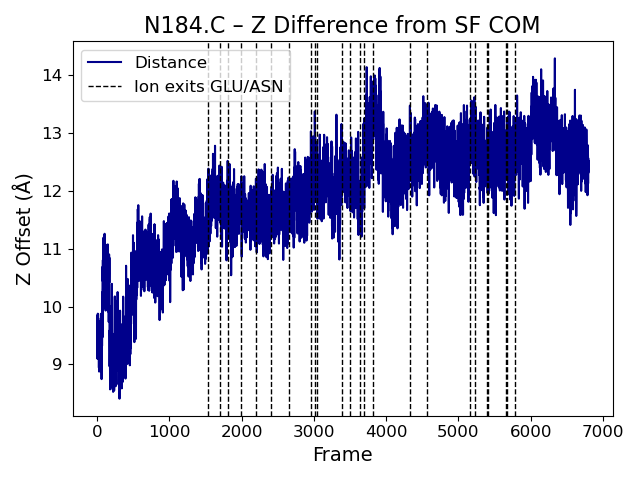 N184.C – Z Difference from SF COM
Distance
Ion exits GLU/ASN
Z Offset (Å)
14
13
12
11
10
9
0 1000 2000 3000 4000 5000 6000 7000
Frame